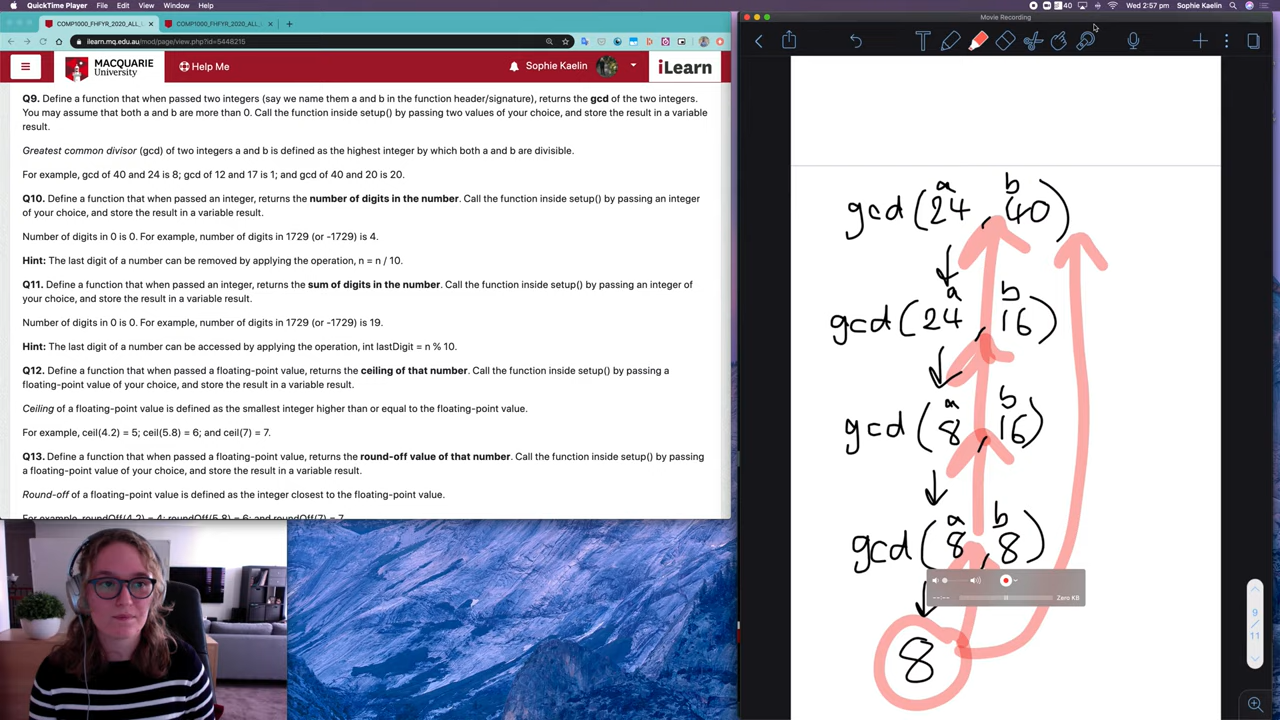 QuickTime Player File Edit View Window Help
40 Wed 2:57 pm Sophie Kaelin
COMP1000_FHFYR_2020_ALL_
COMP1000_FHFYR_2020_ALL_
ilearn.mq.edu.au/mod/page/view.php?id=5448215
MACQUARIE
University
Help Me
Sophie Kaelin
iLearn
Q9. Define a function that when passed two integers (say we name them a and b in the function header/signature), returns the gcd of the two integers.
You may assume that both a and b are more than 0. Call the function inside setup() by passing two values of your choice, and store the result in a variable
result.
Greatest common divisor (gcd) of two integers a and b is defined as the highest integer by which both a and b are divisible.
For example, gcd of 40 and 24 is 8; gcd of 12 and 17 is 1; and gcd of 40 and 20 is 20.
Q10. Define a function that when passed an integer, returns the number of digits in the number. Call the function inside setup() by passing an integer
of your choice, and store the result in a variable result.
Number of digits in 0 is 0. For example, number of digits in 1729 (or -1729) is 4.
Hint: The last digit of a number can be removed by applying the operation, n = n / 10.
Q11. Define a function that when passed an integer, returns the sum of digits in the number. Call the function inside setup() by passing an integer of
your choice, and store the result in a variable result.
Number of digits in 0 is 0. For example, number of digits in 1729 (or -1729) is 19.
Hint: The last digit of a number can be accessed by applying the operation, int lastDigit = n % 10.
Q12. Define a function that when passed a floating-point value, returns the ceiling of that number. Call the function inside setup() by passing a
floating-point value of your choice, and store the result in a variable result.
Ceiling of a floating-point value is defined as the smallest integer higher than or equal to the floating-point value.
For example, ceil(4.2) = 5; ceil(5.8) = 6; and ceil(7) = 7.
Q13. Define a function that when passed a floating-point value, returns the round-off value of that number. Call the function inside setup() by passing
a floating-point value of your choice, and store the result in a variable result.
Round-off of a floating-point value is defined as the integer closest to the floating-point value.
For example, roundOff(4.2) = 4; roundOff(5.8) = 6; and roundOff(7) = 7.
Movie Recording
a b
gcd(24, 40)
a b
gcd(24, 16)
a b
gcd(8, 16)
a b
gcd(8, 8)
--:-- Zero KB
8
9
/
11